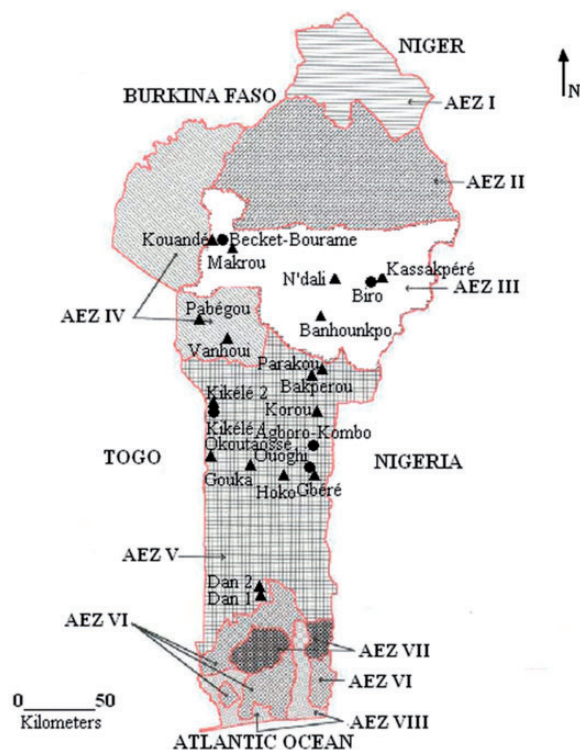 NIGER
N
BURKINA FASO
AEZ I
AEZ II
Kouandé
Becket-Bourame
Makrou
N'dali
Kassakpéré
Biro
AEZ III
AEZ IV
Pabégou
Banhounkpo
Vanhoui
Parakou
Bakperou
Kikélé 2
Korou
Kikélé 1
Agboro-Kombo
TOGO
Okoutaossé
Ouoghi
NIGERIA
Gouka
Hoko
Gbéré
AEZ V
Dan 2
Dan 1
AEZ VI
AEZ VII
AEZ VI
0 50
Kilometers
AEZ VIII
ATLANTIC OCEAN